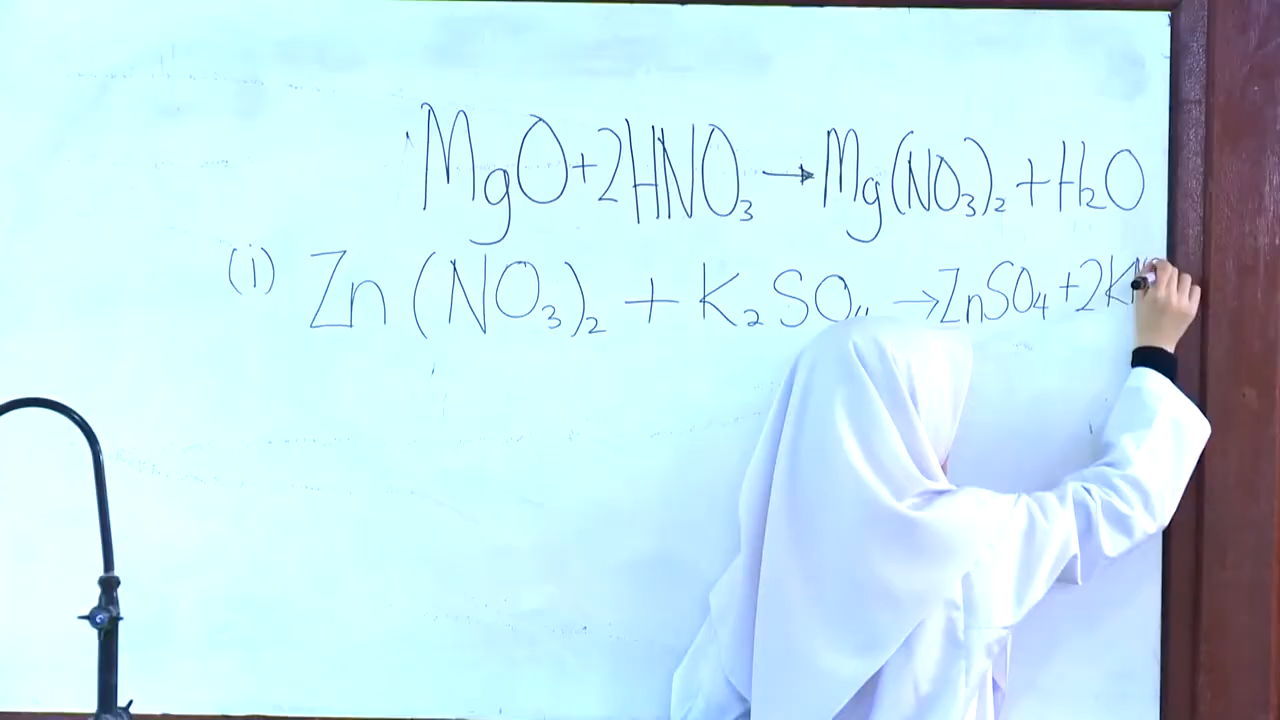 MgO+2HNO₃→Mg(NO₃)₂+H₂O
(i) Zn(NO₃)₂ + K₂SO₄ →ZnSO₄+2K